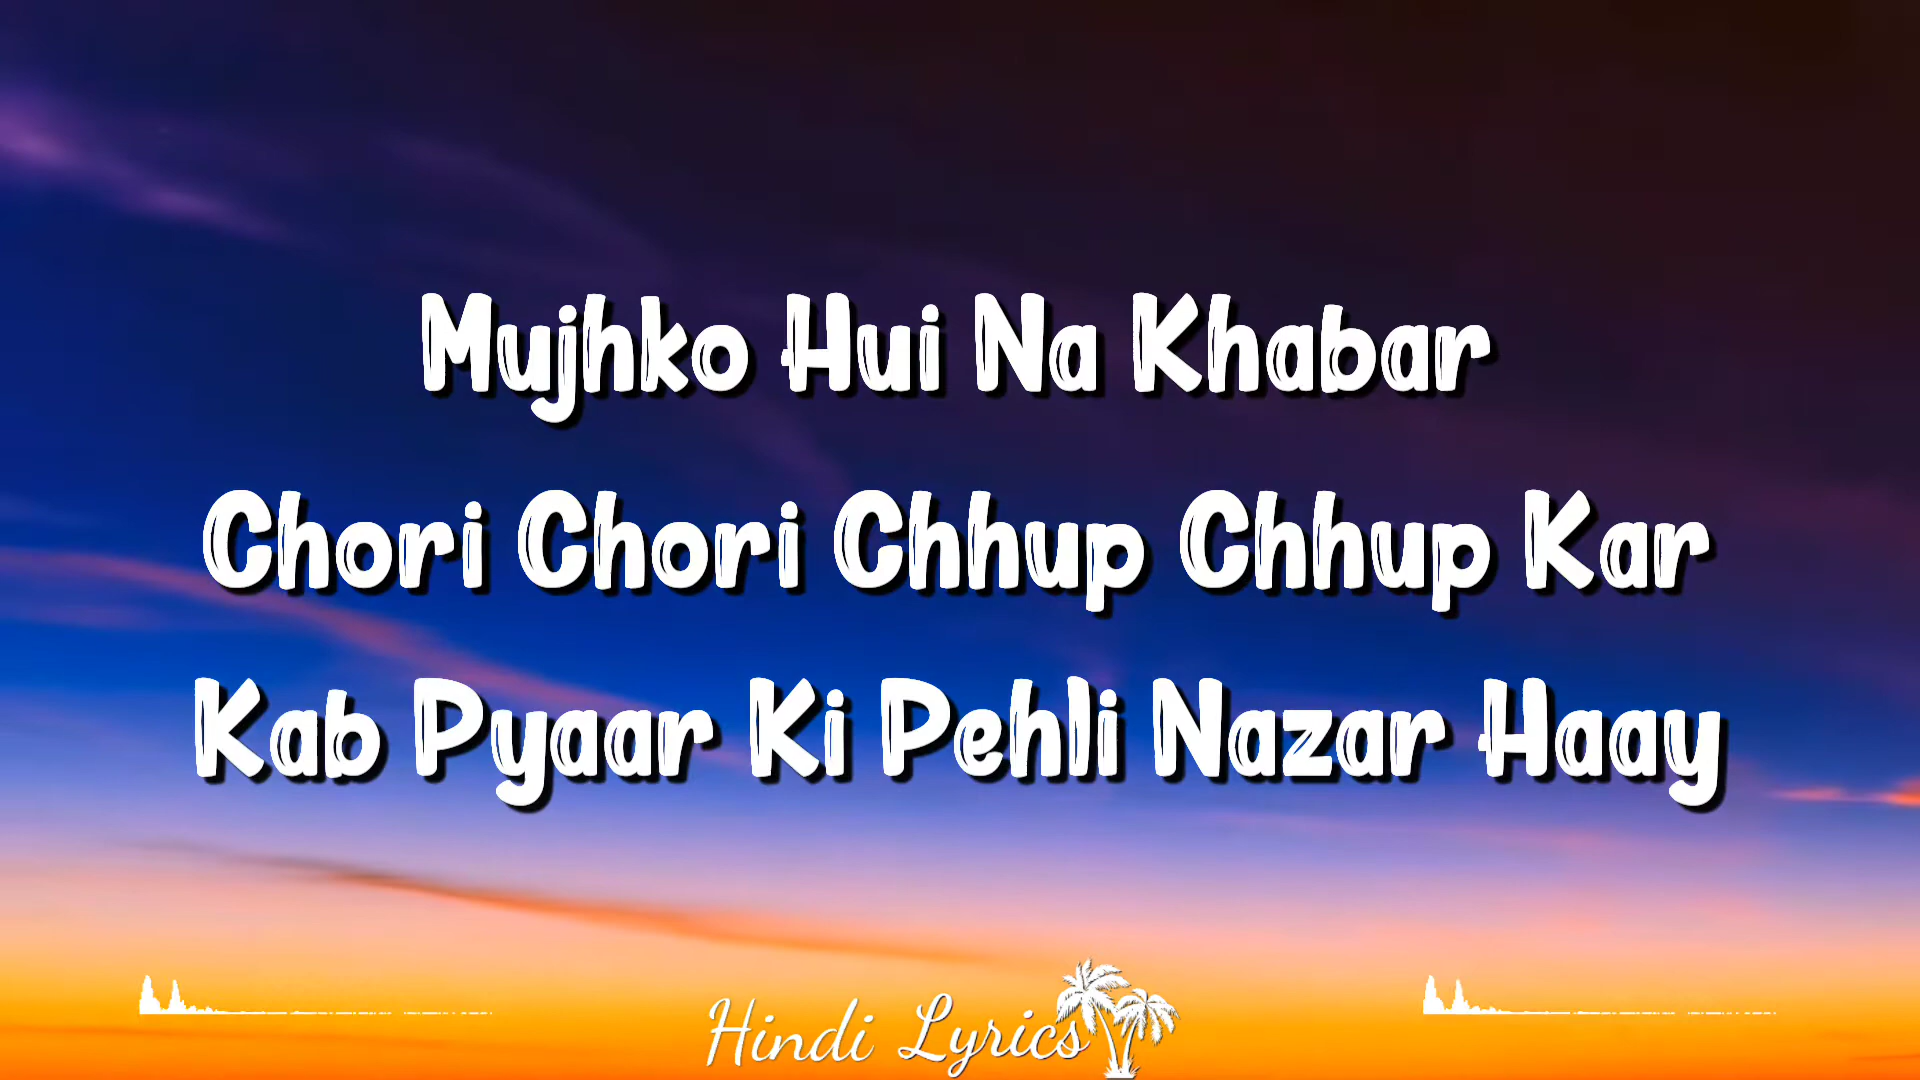 Mujhko Hui Na Khabar
Chori Chori Chhup Chhup Kar
Kab Pyaar Ki Pehli Nazar Haay
Hindi Lyrics